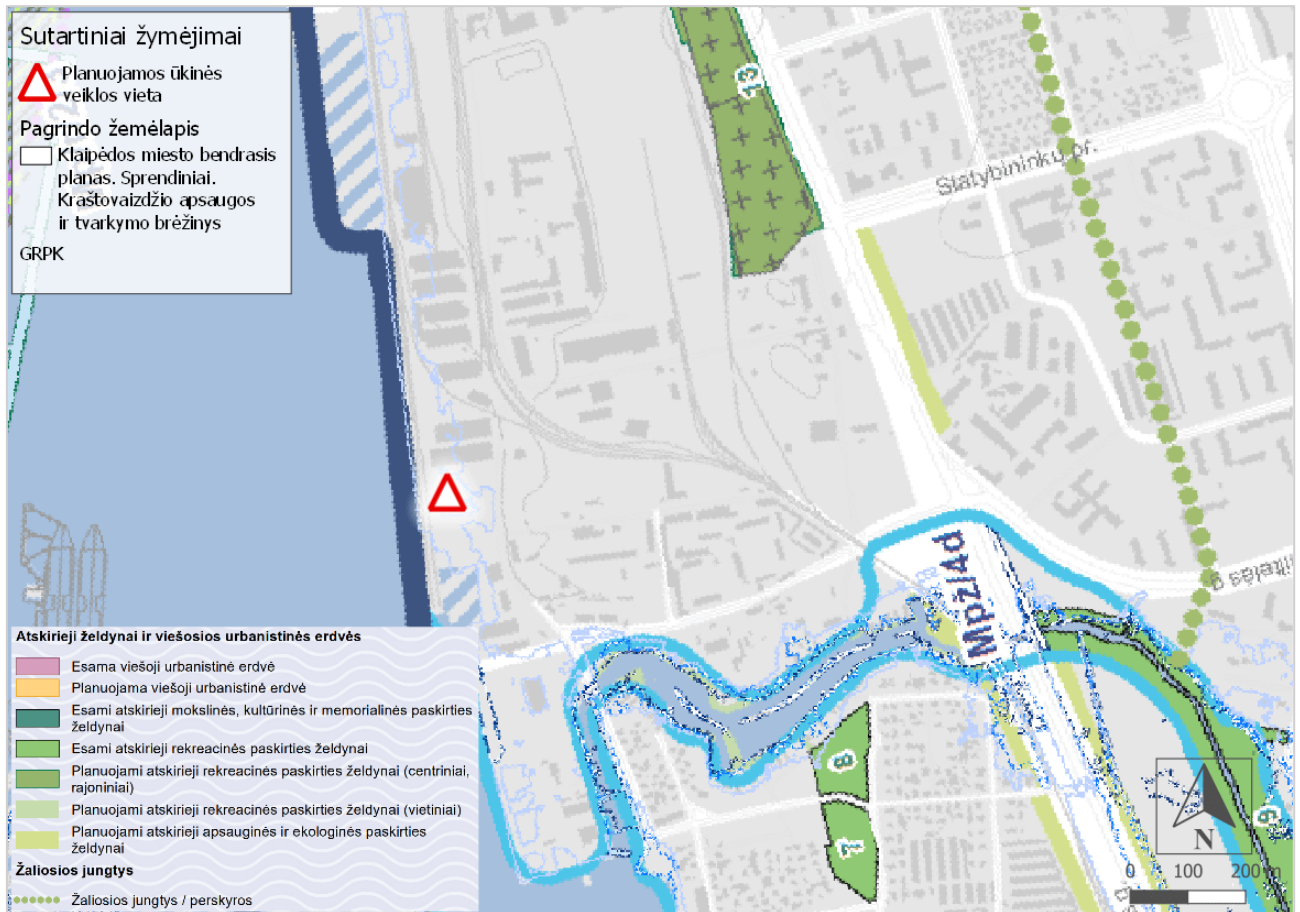 Sutartiniai žymėjimai
Planuojamos ūkinės
veiklos vieta
Pagrindo žemėlapis
Klaipėdos miesto bendrasis
planas. Sprendiniai.
Kraštovaizdžio apsaugos
ir tvarkymo brėžinys
GRPK
13
Statybininkų pr.
Mpž/4p
8
7
9
Atskirieji želdynai ir viešosios urbanistinės erdvės
Esama viešoji urbanistinė erdvė
Planuojama viešoji urbanistinė erdvė
Esami atskirieji mokslinės, kultūrinės ir memorialinės paskirties
želdynai
Esami atskirieji rekreacinės paskirties želdynai
Planuojami atskirieji rekreacinės paskirties želdynai (centriniai,
rajoniniai)
Planuojami atskirieji rekreacinės paskirties želdynai (vietiniai)
Planuojami atskirieji apsauginės ir ekologinės paskirties
želdynai
Žaliosios jungtys
Žaliosios jungtys / perskyros
N
0 100 200 m